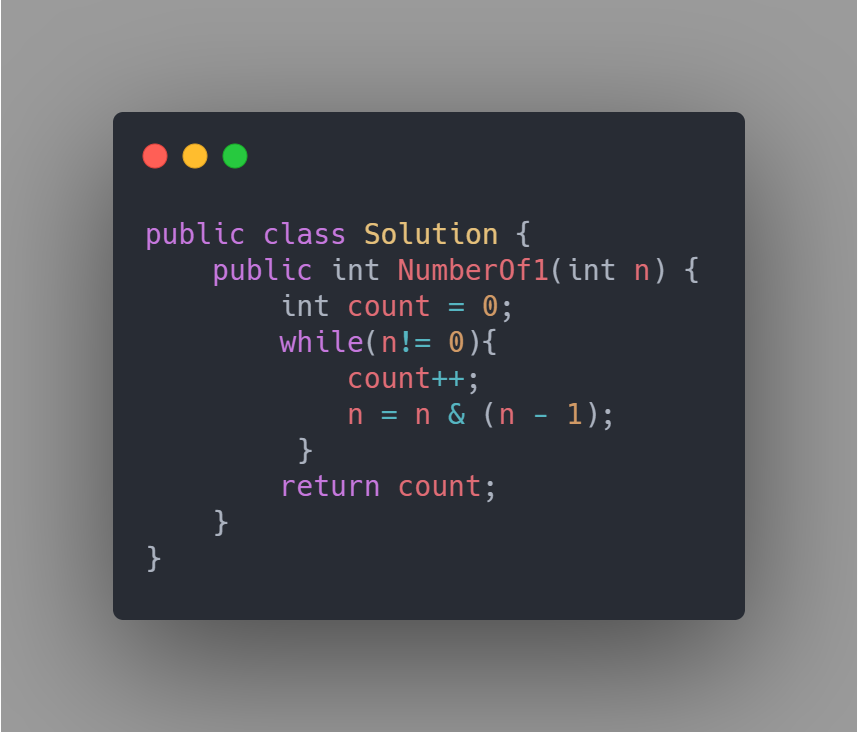 public class Solution {
    public int NumberOf1(int n) {
        int count = 0;
        while(n!= 0){
            count++;
            n = n & (n - 1);
         }
        return count;
    }
}